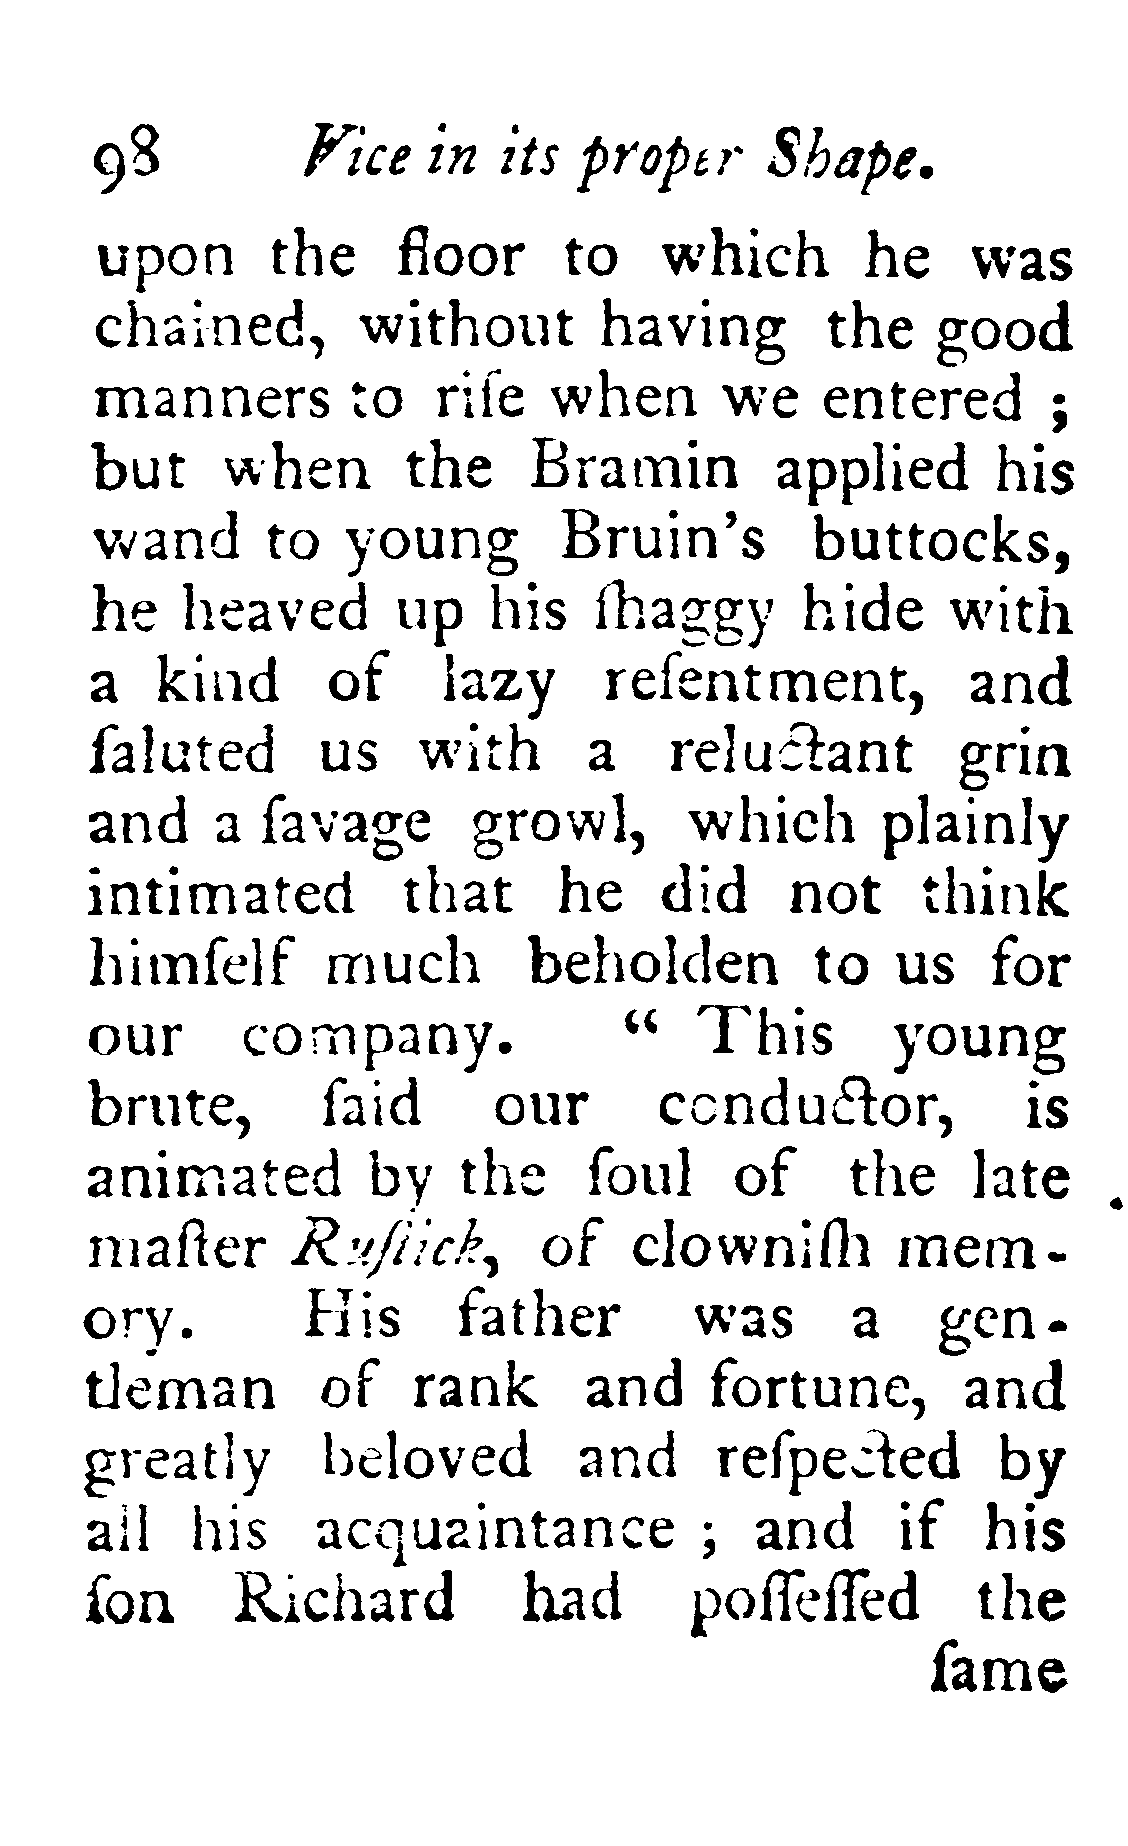 98 Vice in its proper Shape.
upon the floor to which he was
chained, without having the good
manners to riſe when we entered ;
but when the Bramin applied his
wand to young Bruin's buttocks,
he heaved up his ſhaggy hide with
a kind of lazy reſentment, and
ſaluted us with a reluctant grin
and a ſavage growl, which plainly
intimated that he did not think
himſelf much beholden to us for
our company. “ This young
brute, ſaid our conductor, is
animated by the ſoul of the late
maſter Ruſtick, of clowniſh mem-
ory. His father was a gen-
tleman of rank and fortune, and
greatly beloved and reſpected by
all his acquaintance ; and if his
ſon Richard had poſſeſſed the
ſame